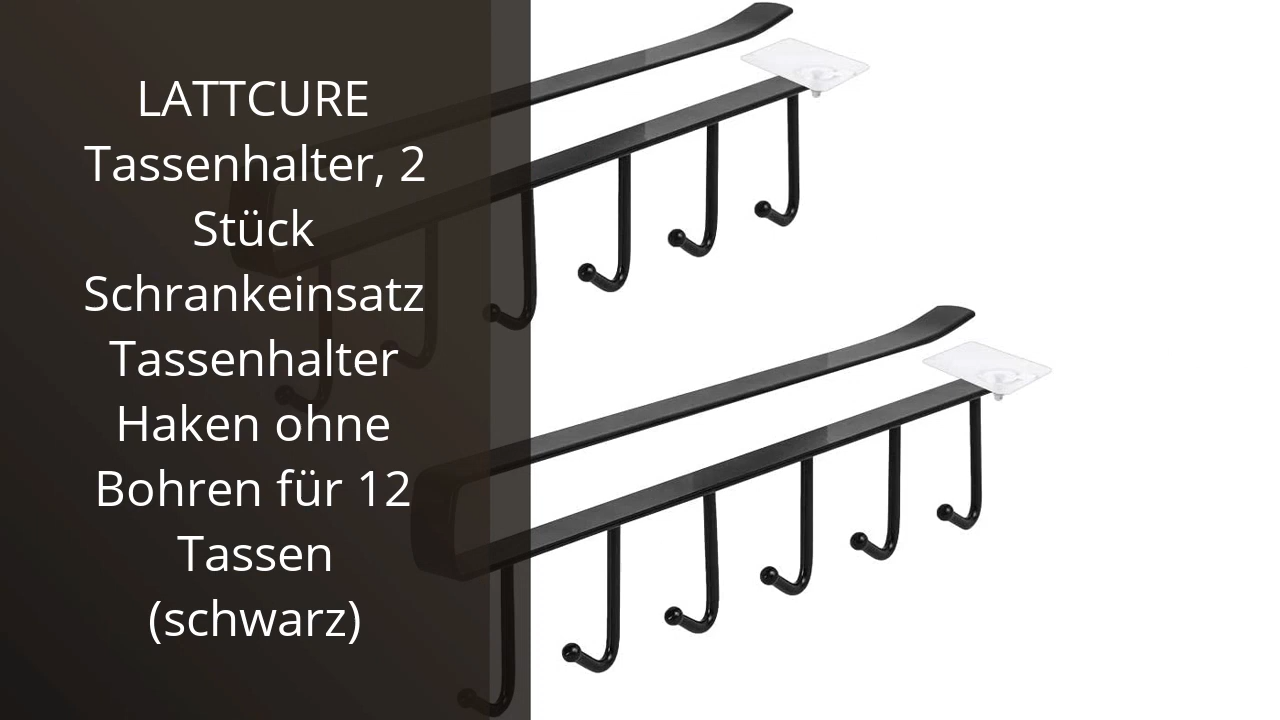 LATTCURE
Tassenhalter, 2
Stück
Schrankeinsatz
Tassenhalter
Haken ohne
Bohren für 12
Tassen
(schwarz)